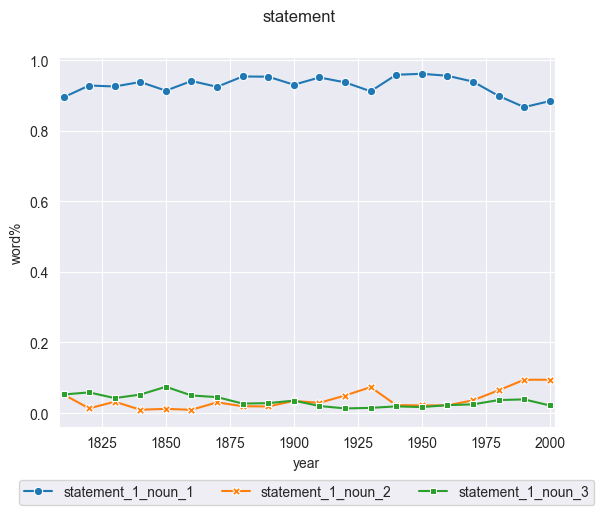 statement
1.0
0.8
0.6
0.4
0.2
0.0
word%
1825 1850 1875 1900 1925 1950 1975 2000
year
statement_1_noun_1 statement_1_noun_2 statement_1_noun_3